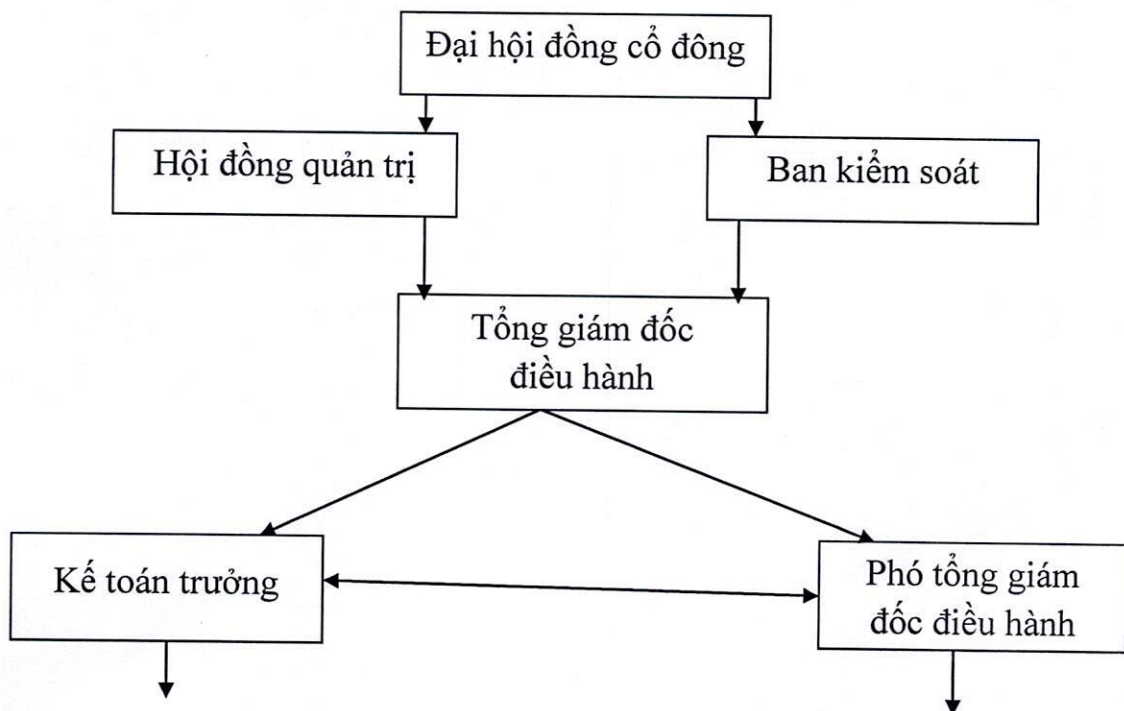 Đại hội đồng cổ đông
Hội đồng quản trị
Ban kiểm soát
Tổng giám đốc
điều hành
Kế toán trưởng
Phó tổng giám
đốc điều hành